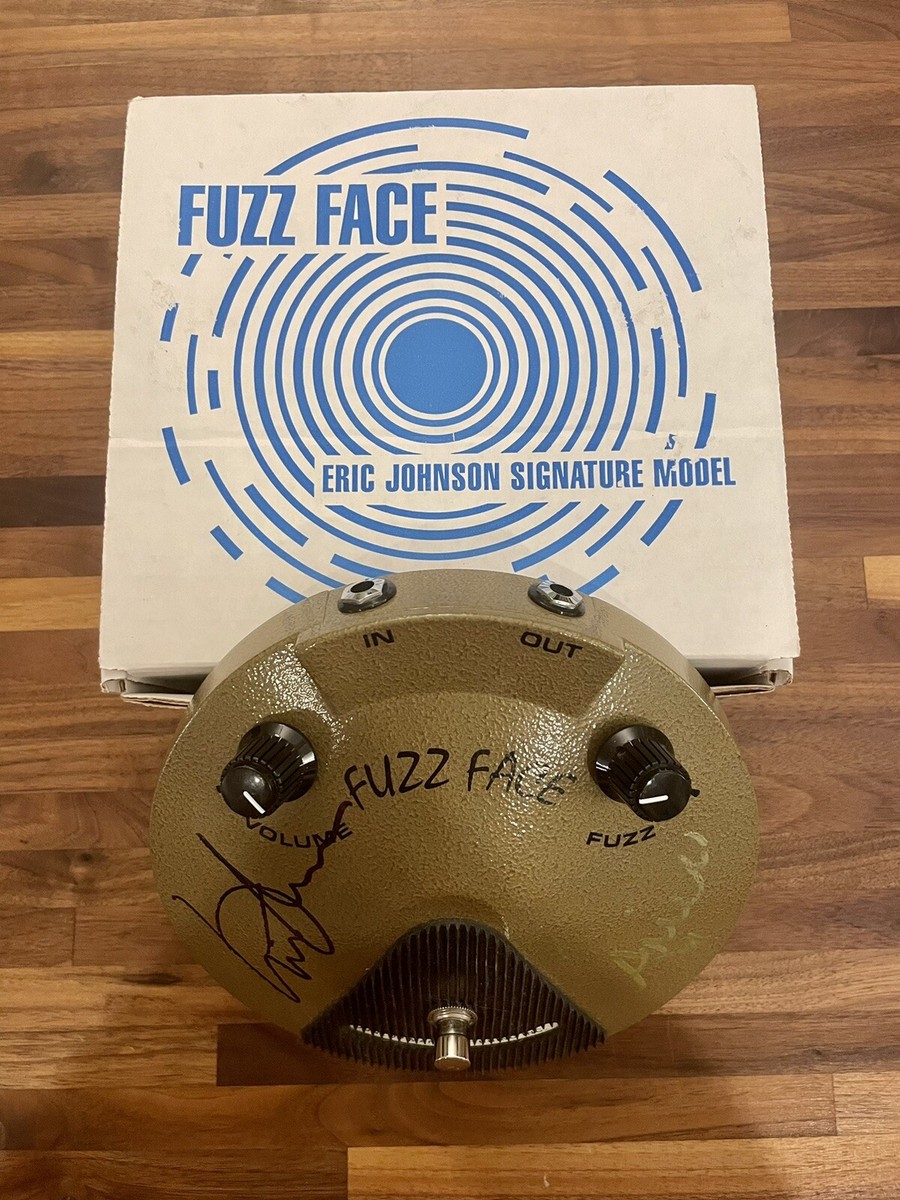 FUZZ FACE
ERIC JOHNSON SIGNATURE MODEL
IN
OUT
FUZZ FACE
VOLUME
FUZZ